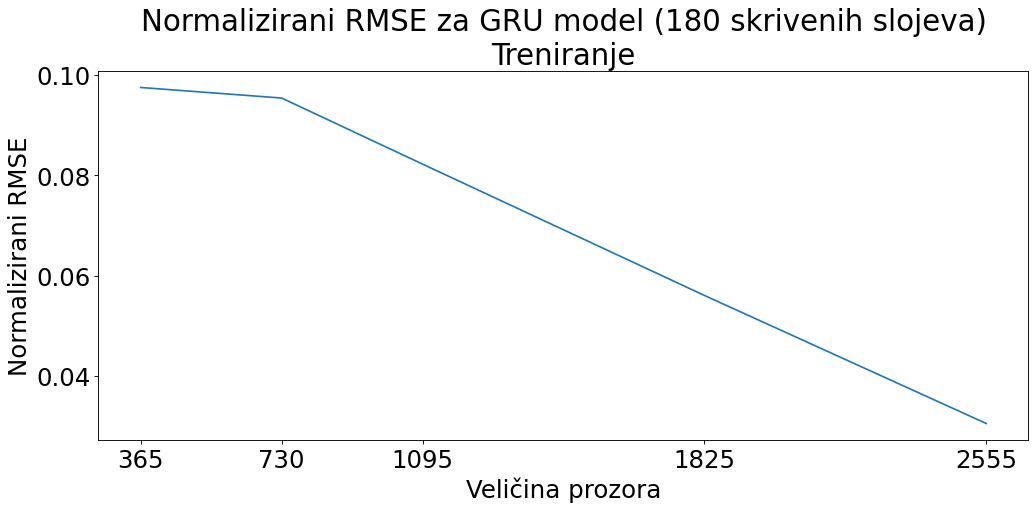 Normalizirani RMSE za GRU model (180 skrivenih slojeva)
Treniranje
Normalizirani RMSE
0.10
0.08
0.06
0.04
365 730 1095 1825 2555
Veličina prozora